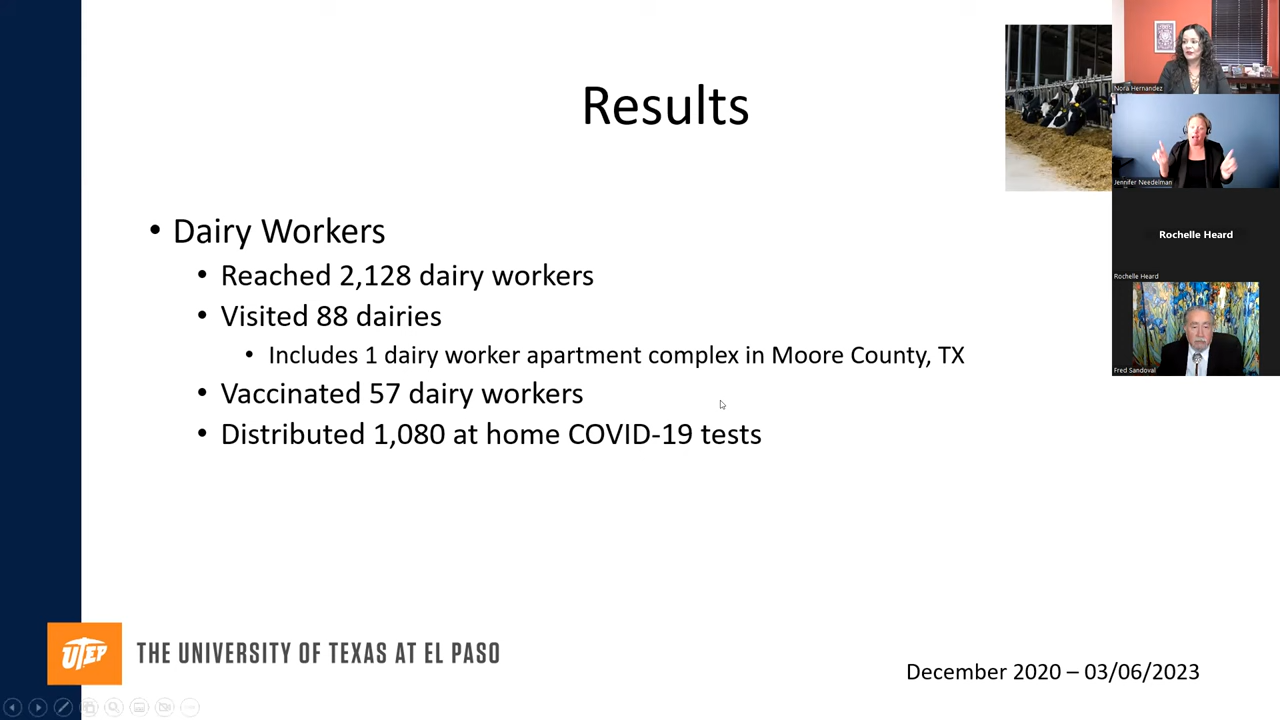 Results
• Dairy Workers
• Reached 2,128 dairy workers
• Visited 88 dairies
• Includes 1 dairy worker apartment complex in Moore County, TX
• Vaccinated 57 dairy workers
• Distributed 1,080 at home COVID-19 tests
UTEP
THE UNIVERSITY OF TEXAS AT EL PASO
December 2020 – 03/06/2023
Nora Hernandez
Jennifer Needelman
Rochelle Heard
Rochelle Heard
Fred Sandoval